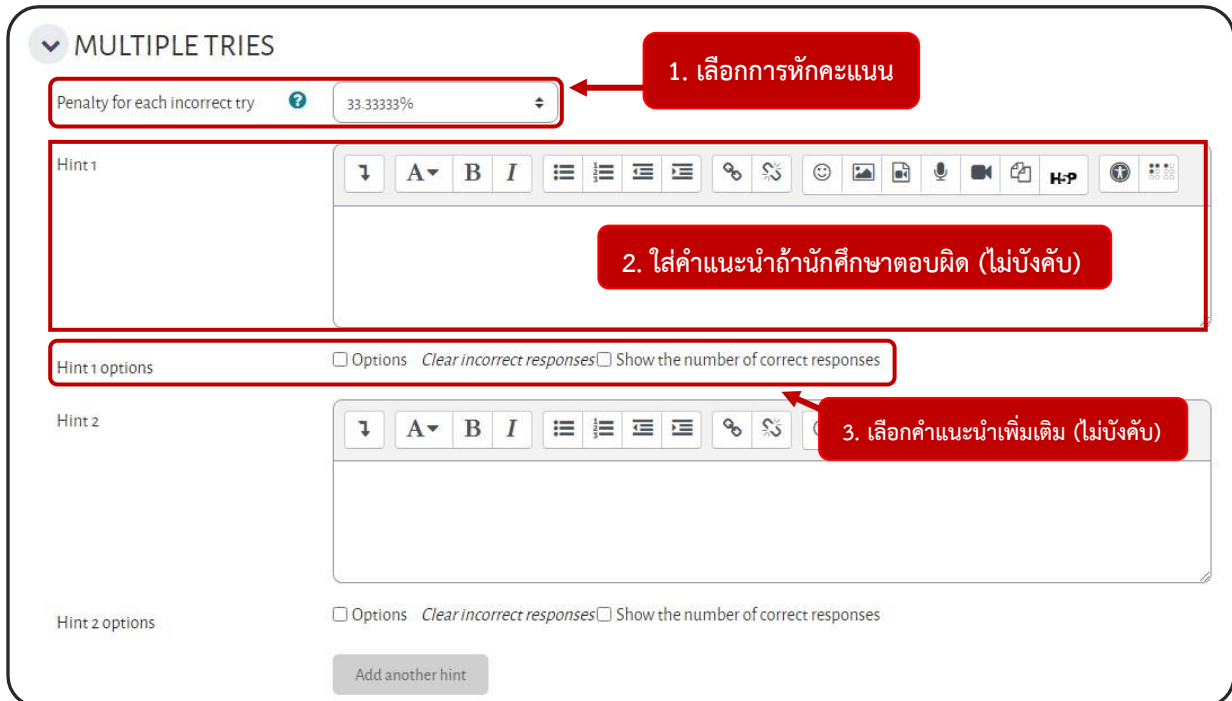 MULTIPLE TRIES
1. เลือกการหักคะแนน
Penalty for each incorrect try 33.33333%
Hint 1
A B I H5P
2. ใส่คำแนะนำถ้านักศึกษาตอบผิด (ไม่บังคับ)
Hint 1 options Options Clear incorrect responses Show the number of correct responses
Hint 2
A B I
3. เลือกคำแนะนำเพิ่มเติม (ไม่บังคับ)
Hint 2 options Options Clear incorrect responses Show the number of correct responses
Add another hint